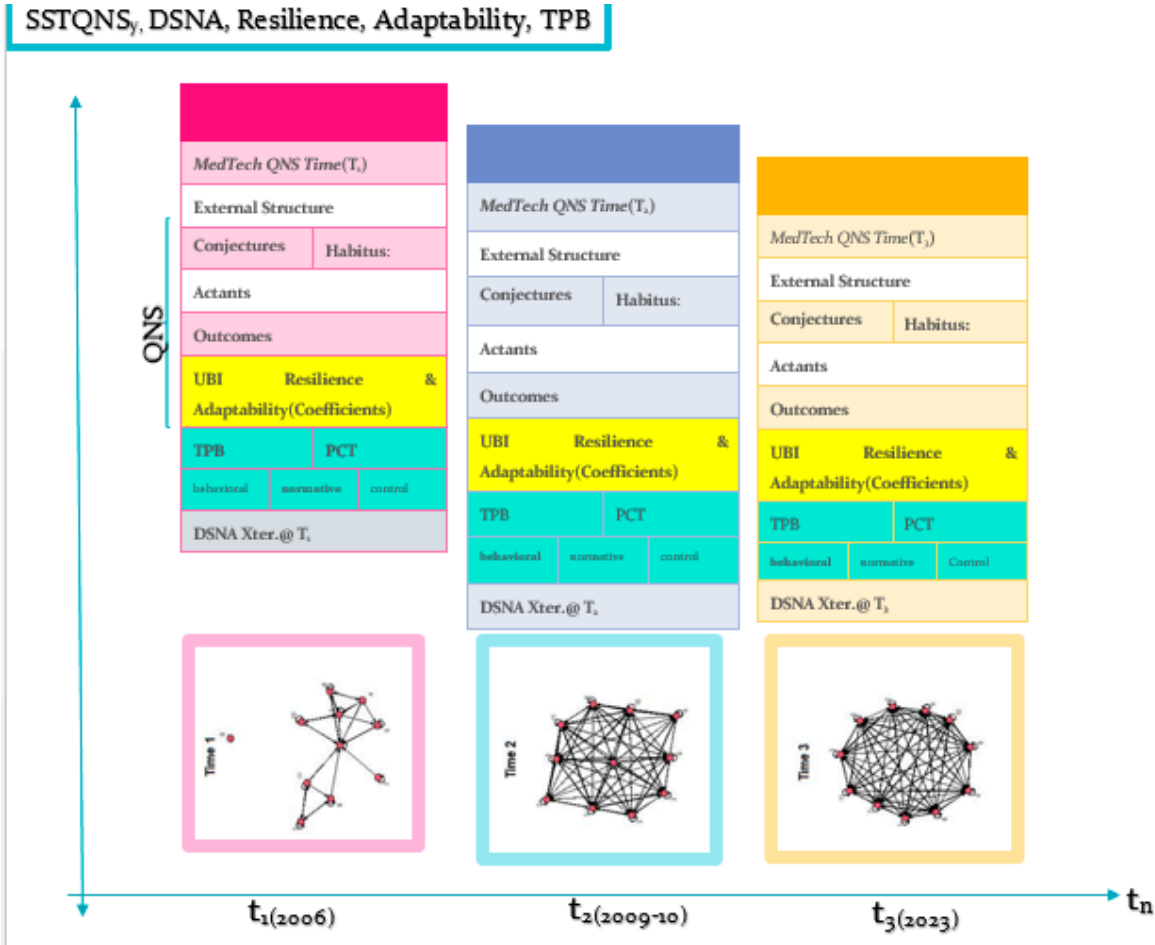 SSTQNSy, DSNA, Resilience, Adaptability, TPB
QNS
MedTech QNS Time(T₁)
External Structure
Conjectures Habitus:
Actants
Outcomes
UBI Resilience &
Adaptability(Coefficients)
TPB PCT
behavioral normative control
DSNA Xter.@ T₁
Time 1
MedTech QNS Time(T₂)
External Structure
Conjectures Habitus:
Actants
Outcomes
UBI Resilience &
Adaptability(Coefficients)
TPB PCT
behavioral normative control
DSNA Xter.@ T₂
Time 2
MedTech QNS Time(T₃)
External Structure
Conjectures Habitus:
Actants
Outcomes
UBI Resilience &
Adaptability(Coefficients)
TPB PCT
behavioral normative Control
DSNA Xter.@ T₃
Time 3
t1(2006) t2(2009-10) t3(2023) tn